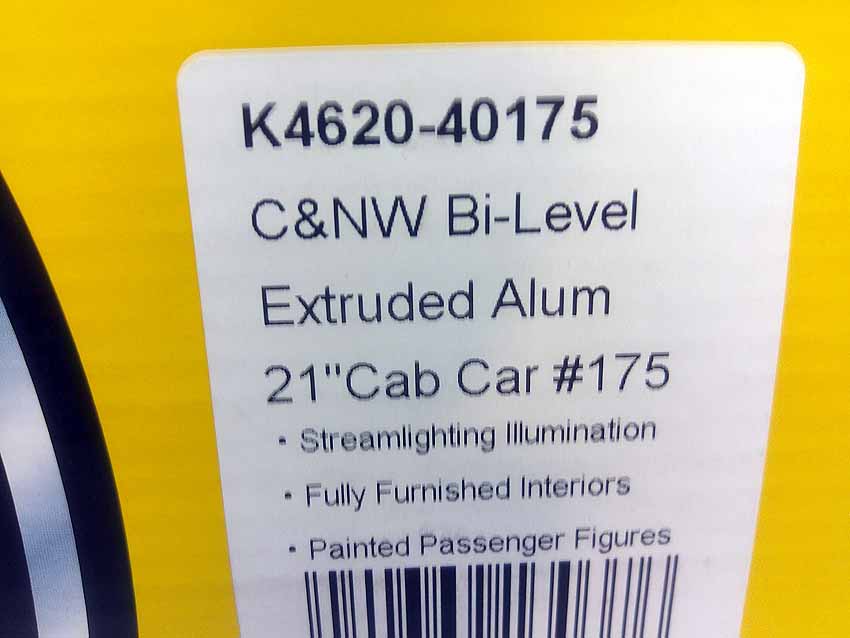 K4620-40175
C&NW Bi-Level
Extruded Alum
21"Cab Car #175
• Streamlighting Illumination
• Fully Furnished Interiors
• Painted Passenger Figures